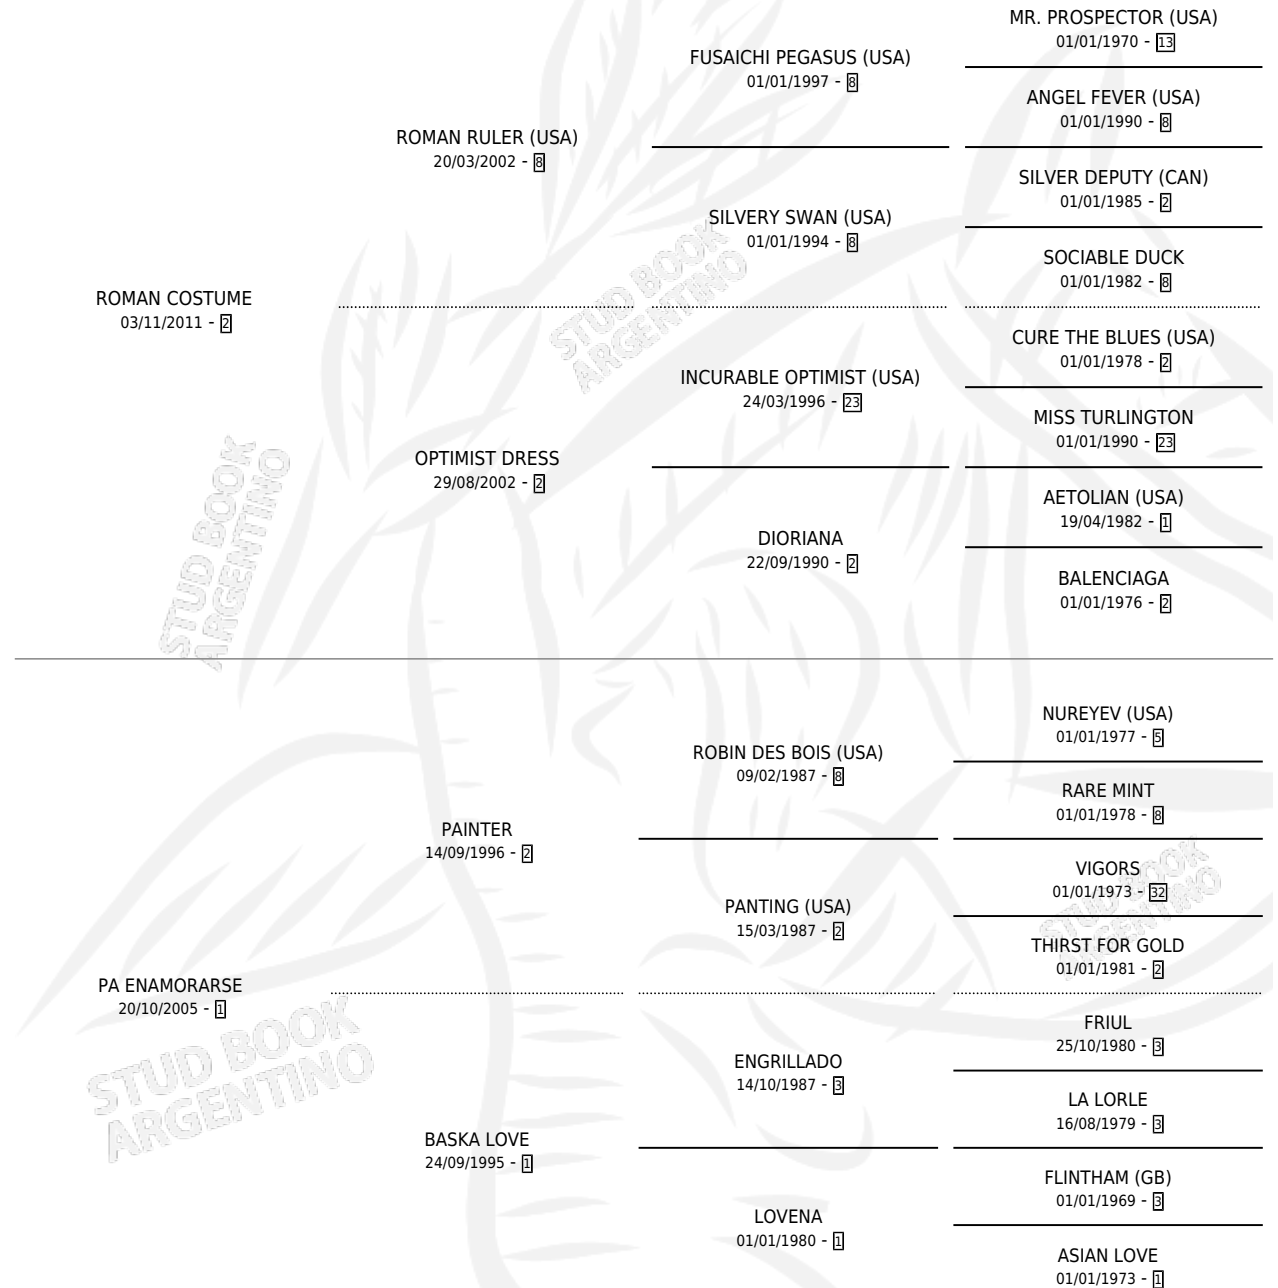 MR. PROSPECTOR (USA)
01/01/1970 - 13
FUSAICHI PEGASUS (USA)
01/01/1997 - 8
ANGEL FEVER (USA)
01/01/1990 - 8
ROMAN RULER (USA)
20/03/2002 - 8
SILVER DEPUTY (CAN)
01/01/1985 - 2
SILVERY SWAN (USA)
01/01/1994 - 8
SOCIABLE DUCK
01/01/1982 - 8
ROMAN COSTUME
03/11/2011 - 2
CURE THE BLUES (USA)
01/01/1978 - 2
INCURABLE OPTIMIST (USA)
24/03/1996 - 23
MISS TURLINGTON
01/01/1990 - 23
OPTIMIST DRESS
29/08/2002 - 2
AETOLIAN (USA)
19/04/1982 - 1
DIORIANA
22/09/1990 - 2
BALENCIAGA
01/01/1976 - 2
STUD BOOK
ARGENTINO
STUD BOOK
ARGENTINO
NUREYEV (USA)
01/01/1977 - 5
ROBIN DES BOIS (USA)
09/02/1987 - 8
RARE MINT
01/01/1978 - 8
PAINTER
14/09/1996 - 2
VIGORS
01/01/1973 - 32
PANTING (USA)
15/03/1987 - 2
THIRST FOR GOLD
01/01/1981 - 2
PA ENAMORARSE
20/10/2005 - 1
FRIUL
25/10/1980 - 3
ENGRILLADO
14/10/1987 - 3
LA LORLE
16/08/1979 - 3
BASKA LOVE
24/09/1995 - 1
FLINTHAM (GB)
01/01/1969 - 3
LOVENA
01/01/1980 - 1
ASIAN LOVE
01/01/1973 - 1
STUD BOOK
ARGENTINO
STUD BOOK
ARGENTINO